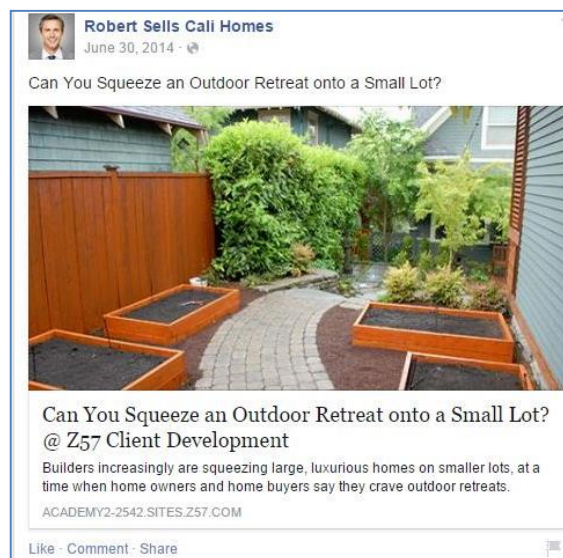 Robert Sells Cali Homes
June 30, 2014 ·
Can You Squeeze an Outdoor Retreat onto a Small Lot?
Can You Squeeze an Outdoor Retreat onto a Small Lot?
@ Z57 Client Development
Builders increasingly are squeezing large, luxurious homes on smaller lots, at a
time when home owners and home buyers say they crave outdoor retreats.
ACADEMY2-2542.SITES.Z57.COM
Like · Comment · Share